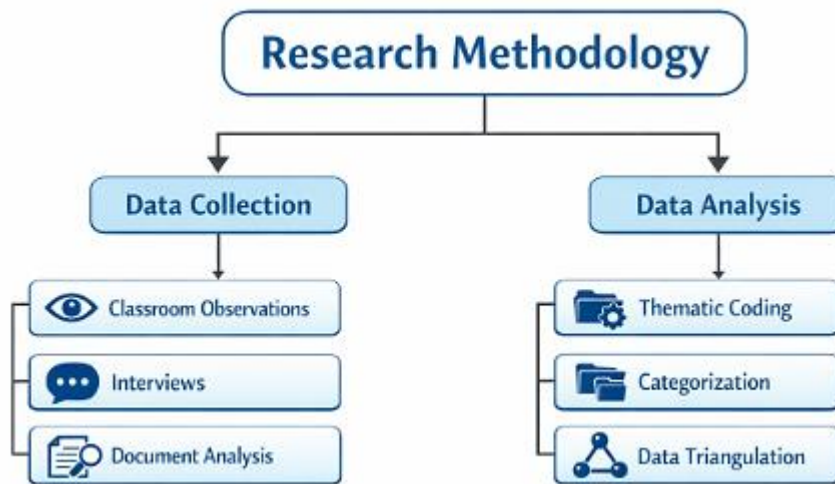 Research Methodology
Data Collection
Classroom Observations
Interviews
Document Analysis
Data Analysis
Thematic Coding
Categorization
Data Triangulation